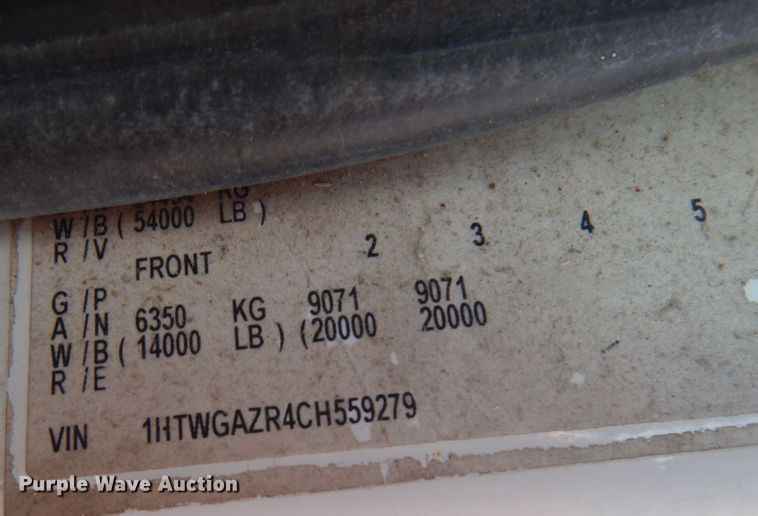 W /B ( 54000 LB )
R /V
FRONT 2 3 4 5
G /P
A /N 6350 KG 9071 9071
W /B ( 14000 LB ) (20000 20000
R /E
VIN 1HTWGAZR4CH559279
Purple Wave Auction